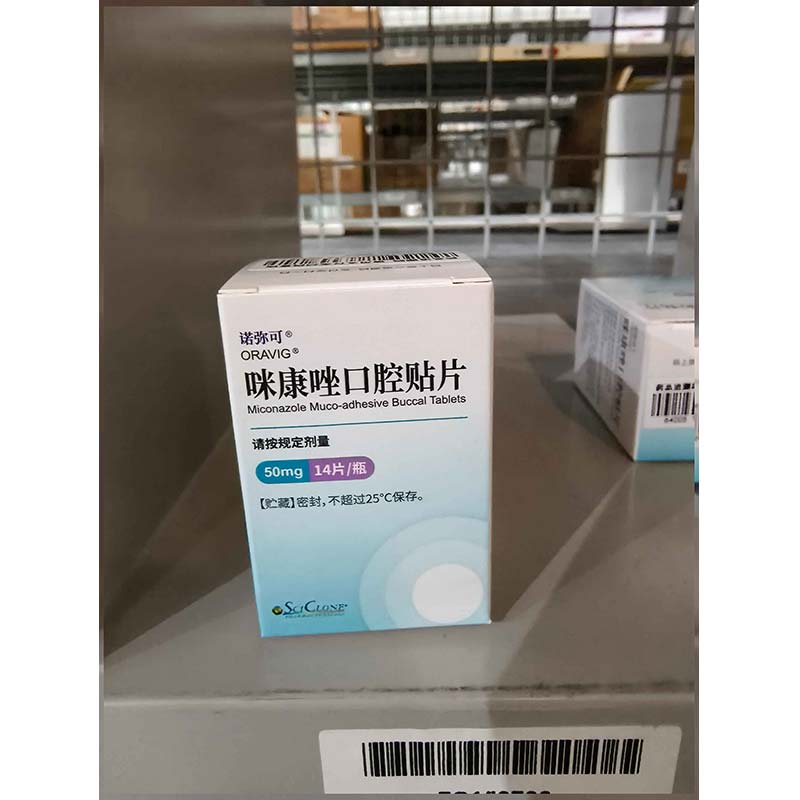 诺弥可®
ORAVIG®
咪康唑口腔贴片
Miconazole Muco-adhesive Buccal Tablets
请按规定剂量
50mg 14片/瓶
【贮藏】密封,不超过25°C保存。
SCICLONE®
PHARMACEUTICALS